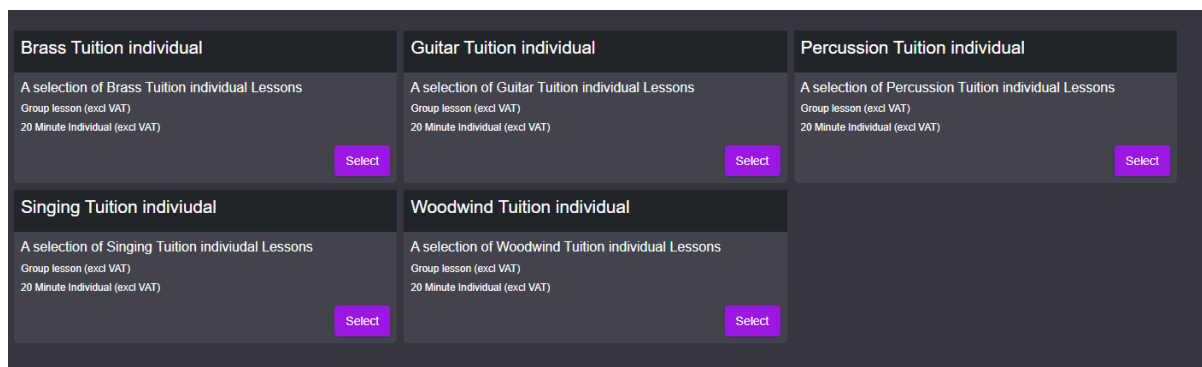 Brass Tuition individual
A selection of Brass Tuition individual Lessons
Group lesson (excl VAT)
20 Minute Individual (excl VAT)
Select
Guitar Tuition individual
A selection of Guitar Tuition individual Lessons
Group lesson (excl VAT)
20 Minute Individual (excl VAT)
Select
Percussion Tuition individual
A selection of Percussion Tuition individual Lessons
Group lesson (excl VAT)
20 Minute Individual (excl VAT)
Select
Singing Tuition indiviudal
A selection of Singing Tuition indiviudal Lessons
Group lesson (excl VAT)
20 Minute Individual (excl VAT)
Select
Woodwind Tuition individual
A selection of Woodwind Tuition individual Lessons
Group lesson (excl VAT)
20 Minute Individual (excl VAT)
Select